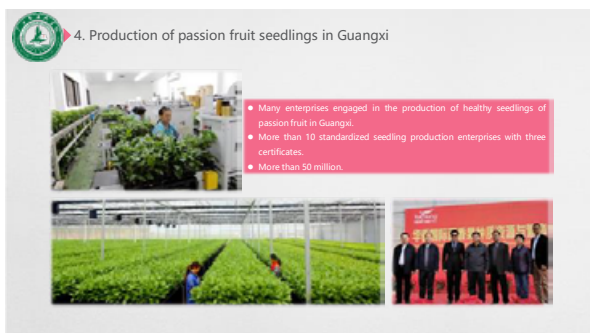 4. Production of passion fruit seedlings in Guangxi
● Many enterprises engaged in the production of healthy seedlings of
passion fruit in Guangxi.
● More than 10 standardized seedling production enterprises with three
certificates.
● More than 50 million.